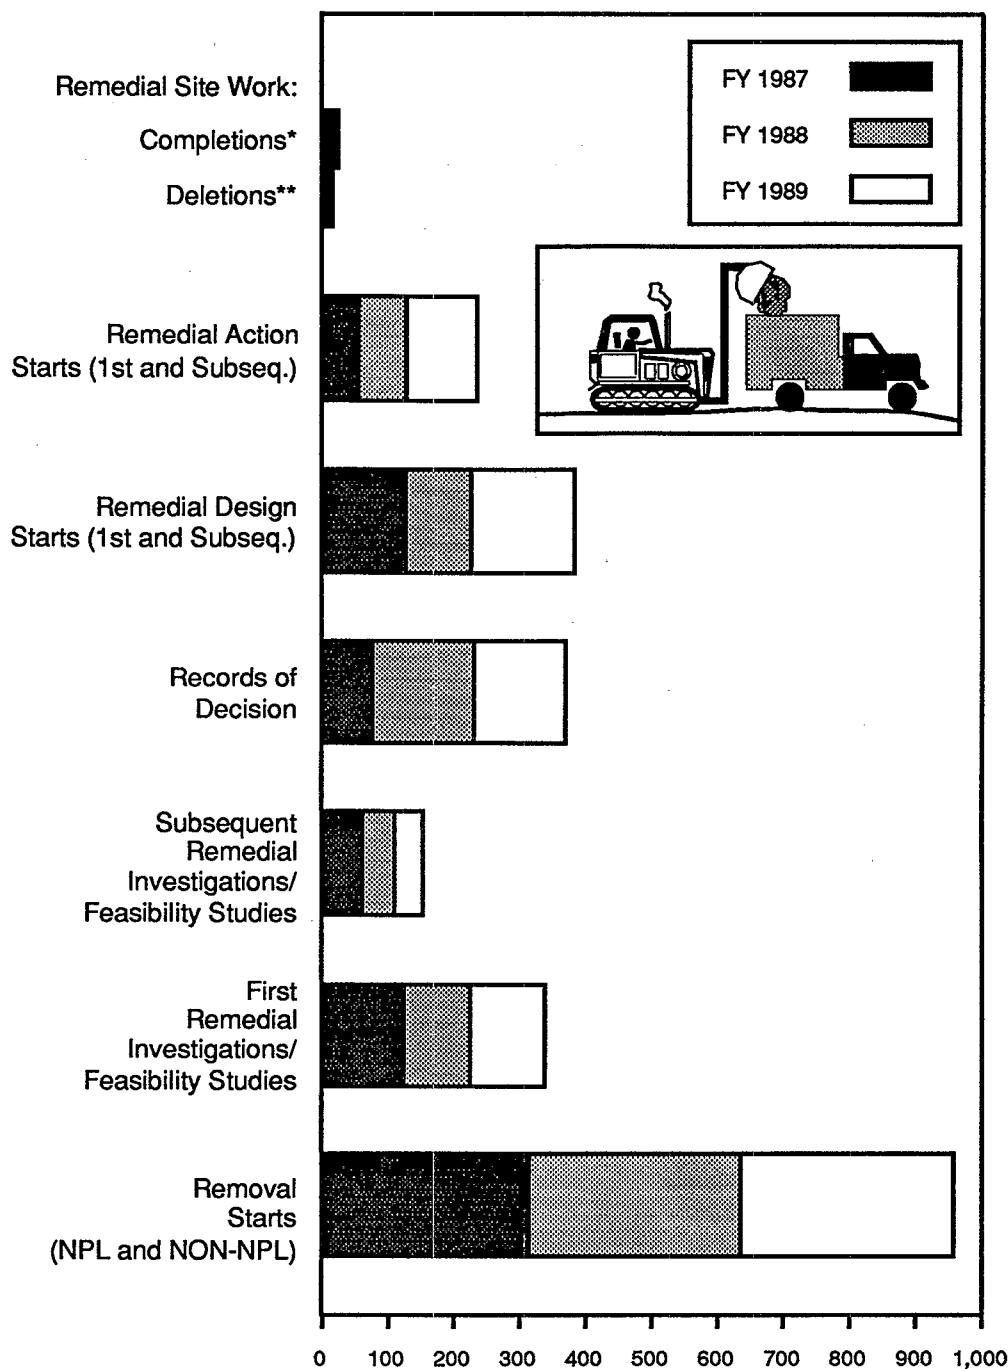 Remedial Site Work:
Completions*
Deletions**
Remedial Action
Starts (1st and Subseq.)
Remedial Design
Starts (1st and Subseq.)
Records of
Decision
Subsequent
Remedial
Investigations/
Feasibility Studies
First
Remedial
Investigations/
Feasibility Studies
Removal
Starts
(NPL and NON-NPL)
FY 1987
FY 1988
FY 1989
0 100 200 300 400 500 600 700 800 900 1,000